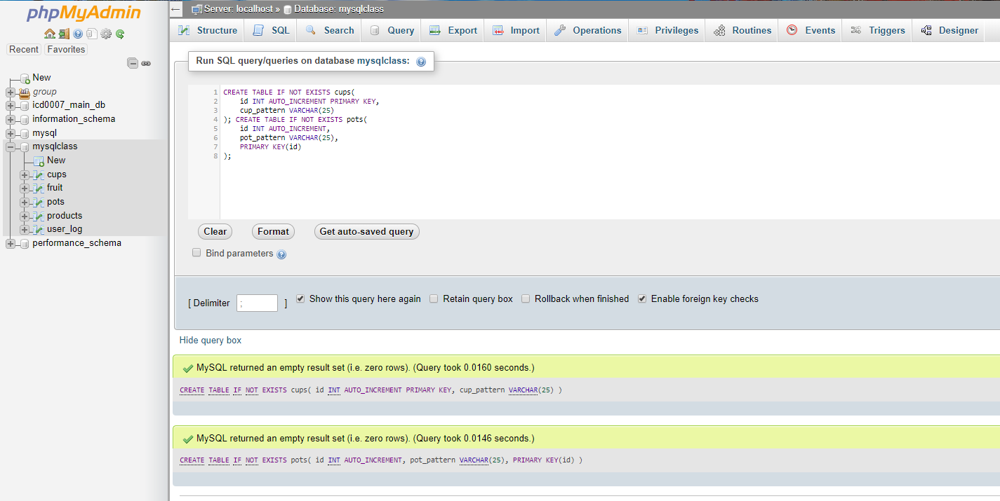 phpMyAdmin
Recent Favorites
New
group
icd0007_main_db
information_schema
mysql
mysqlclass
New
cups
fruit
pots
products
user_log
performance_schema
← Server: localhost » Database: mysqlclass
Structure SQL Search Query Export Import Operations Privileges Routines Events Triggers Designer
Run SQL query/queries on database mysqlclass:
1 CREATE TABLE IF NOT EXISTS cups(
2 id INT AUTO_INCREMENT PRIMARY KEY,
3 cup_pattern VARCHAR(25)
4 ); CREATE TABLE IF NOT EXISTS pots(
5 id INT AUTO_INCREMENT,
6 pot_pattern VARCHAR(25),
7 PRIMARY KEY(id)
8 );
Clear Format Get auto-saved query
Bind parameters
[ Delimiter ; ] Show this query here again Retain query box Rollback when finished Enable foreign key checks
Hide query box
MySQL returned an empty result set (i.e. zero rows). (Query took 0.0160 seconds.)
CREATE TABLE IF NOT EXISTS cups( id INT AUTO_INCREMENT PRIMARY KEY, cup_pattern VARCHAR(25) )
MySQL returned an empty result set (i.e. zero rows). (Query took 0.0146 seconds.)
CREATE TABLE IF NOT EXISTS pots( id INT AUTO_INCREMENT, pot_pattern VARCHAR(25), PRIMARY KEY(id) )